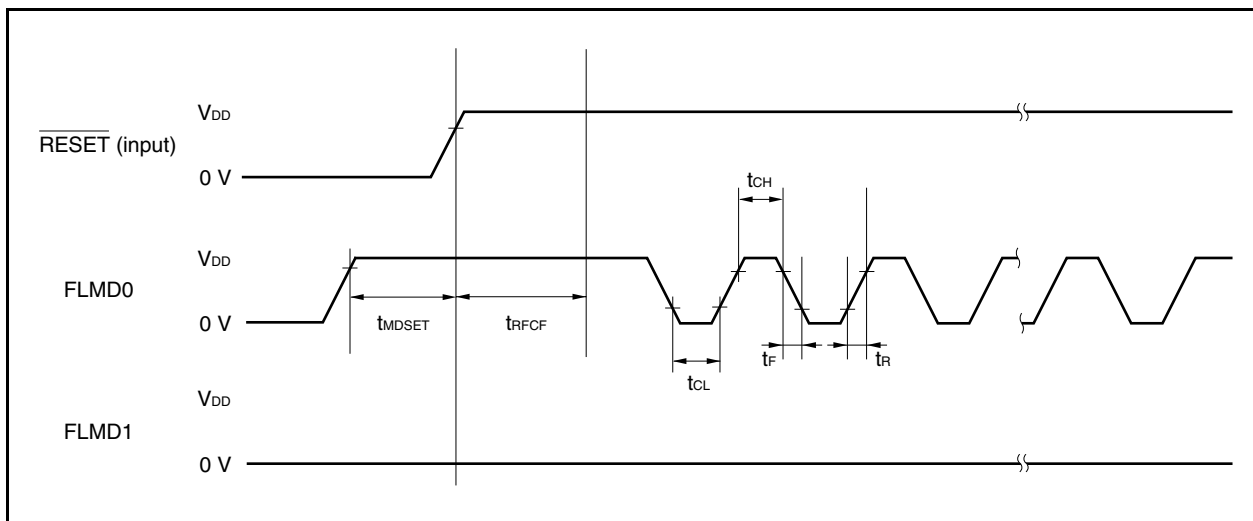 VDD
RESET (input)
0 V
tCH
VDD
FLMD0
0 V
tMDSET
tRFCF
tF
tR
tCL
VDD
FLMD1
0 V